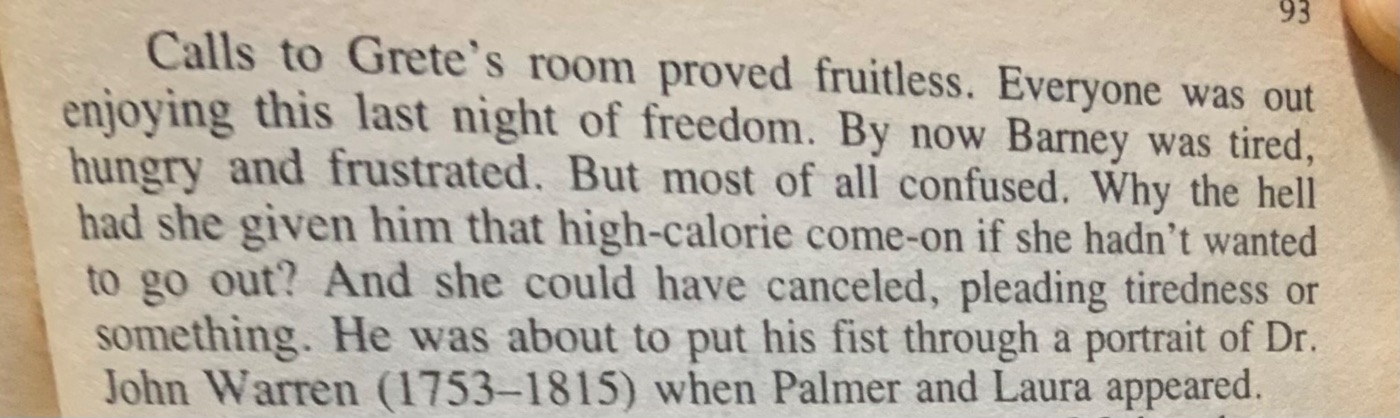 93
Calls to Grete's room proved fruitless. Everyone was out
enjoying this last night of freedom. By now Barney was tired,
hungry and frustrated. But most of all confused. Why the hell
had she given him that high-calorie come-on if she hadn't wanted
to go out? And she could have canceled, pleading tiredness or
something. He was about to put his fist through a portrait of Dr.
John Warren (1753–1815) when Palmer and Laura appeared.